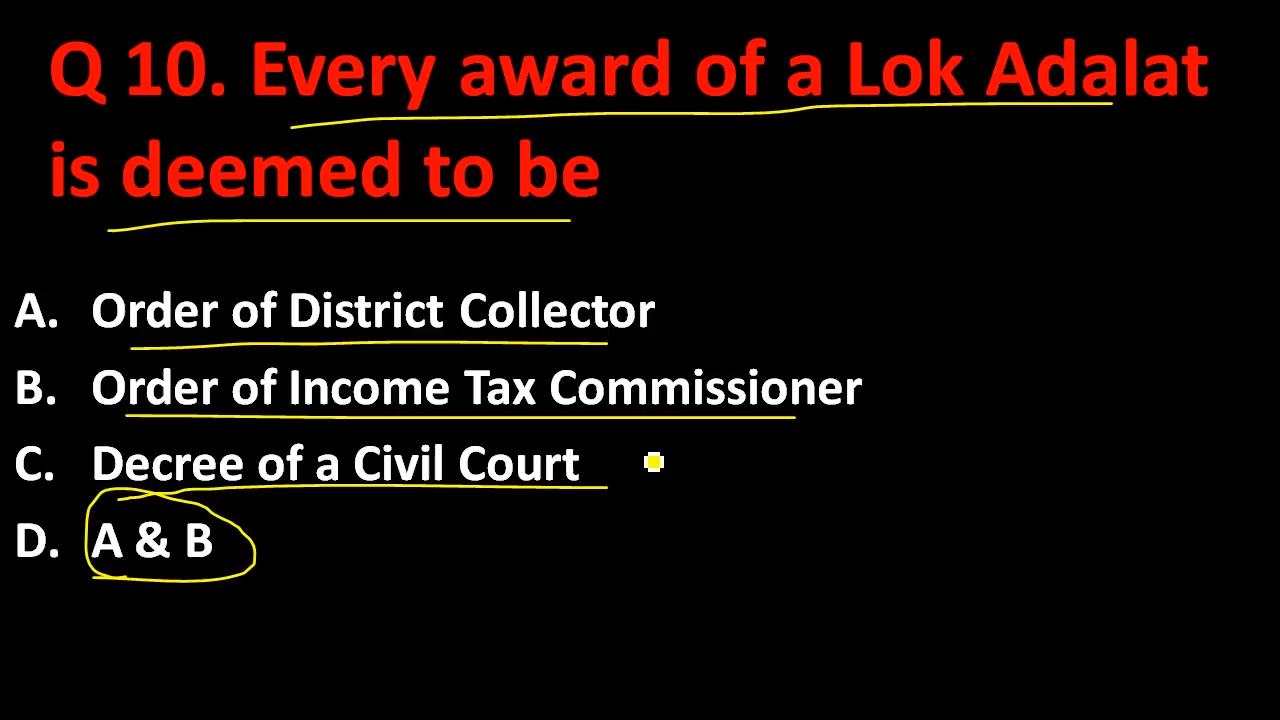 Q 10. Every award of a Lok Adalat
is deemed to be
A. Order of District Collector
B. Order of Income Tax Commissioner
C. Decree of a Civil Court
D. A & B